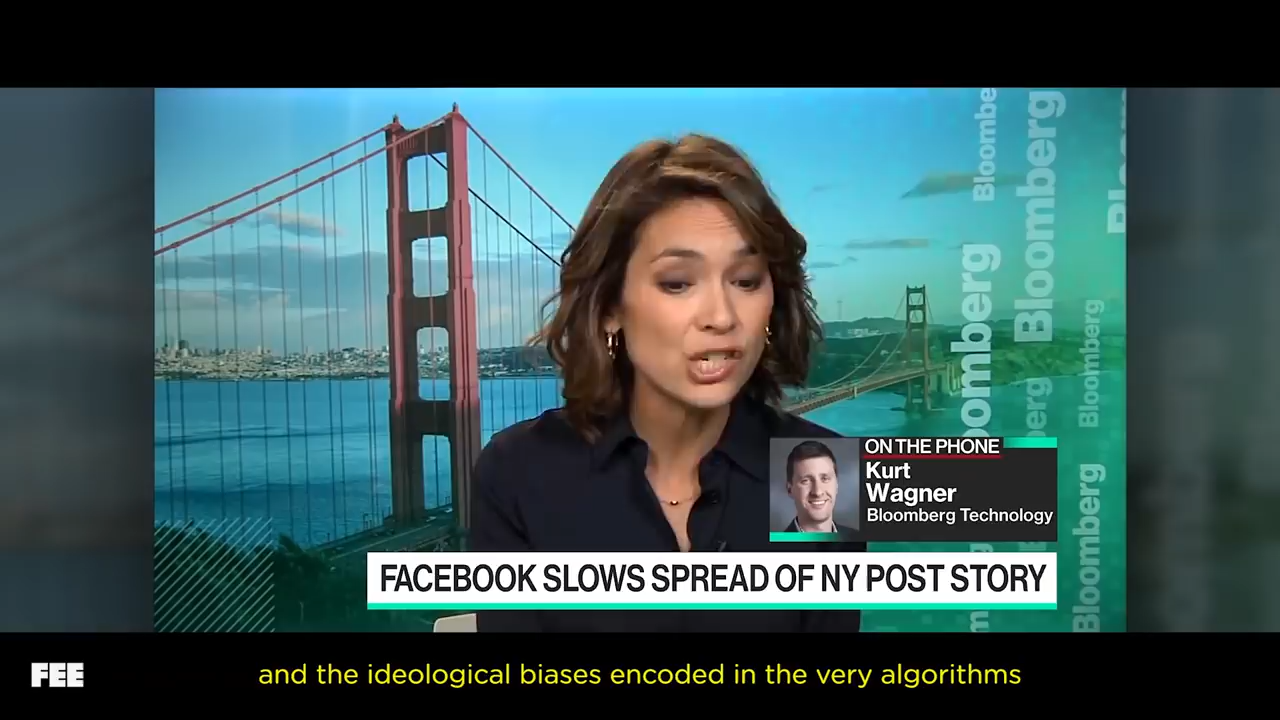 Bloomberg
Bloomberg
Bloomberg
Bloomberg
Bloomberg
ON THE PHONE
Kurt
Wagner
Bloomberg Technology
FACEBOOK SLOWS SPREAD OF NY POST STORY
FEE
and the ideological biases encoded in the very algorithms